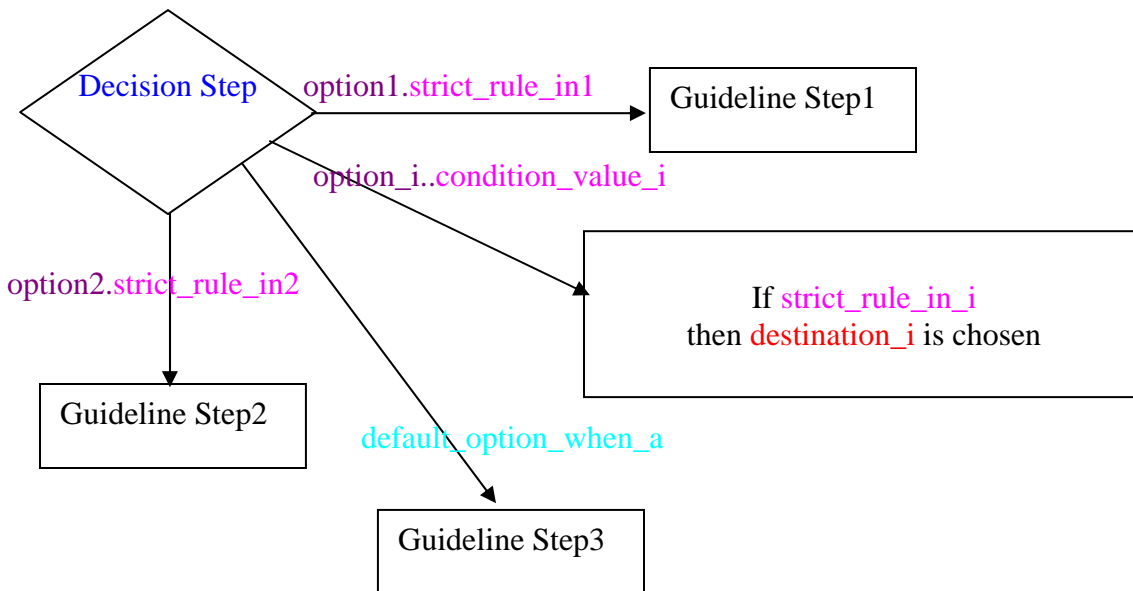 Decision Step
option1.strict_rule_in1
Guideline Step1
option_i..condition_value_i
option2.strict_rule_in2
If strict_rule_in_i
then destination_i is chosen
Guideline Step2
default_option_when_a
Guideline Step3